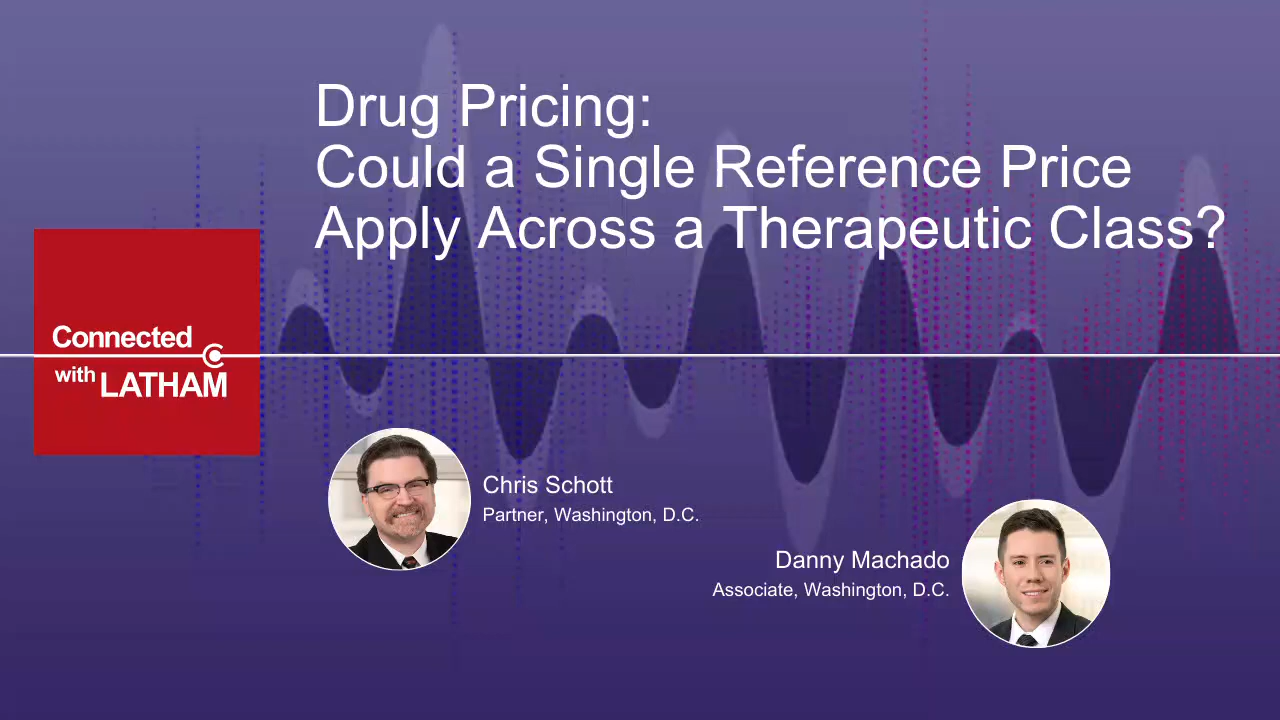 Drug Pricing:
Could a Single Reference Price
Apply Across a Therapeutic Class?
Connected
with LATHAM
Chris Schott
Partner, Washington, D.C.
Danny Machado
Associate, Washington, D.C.